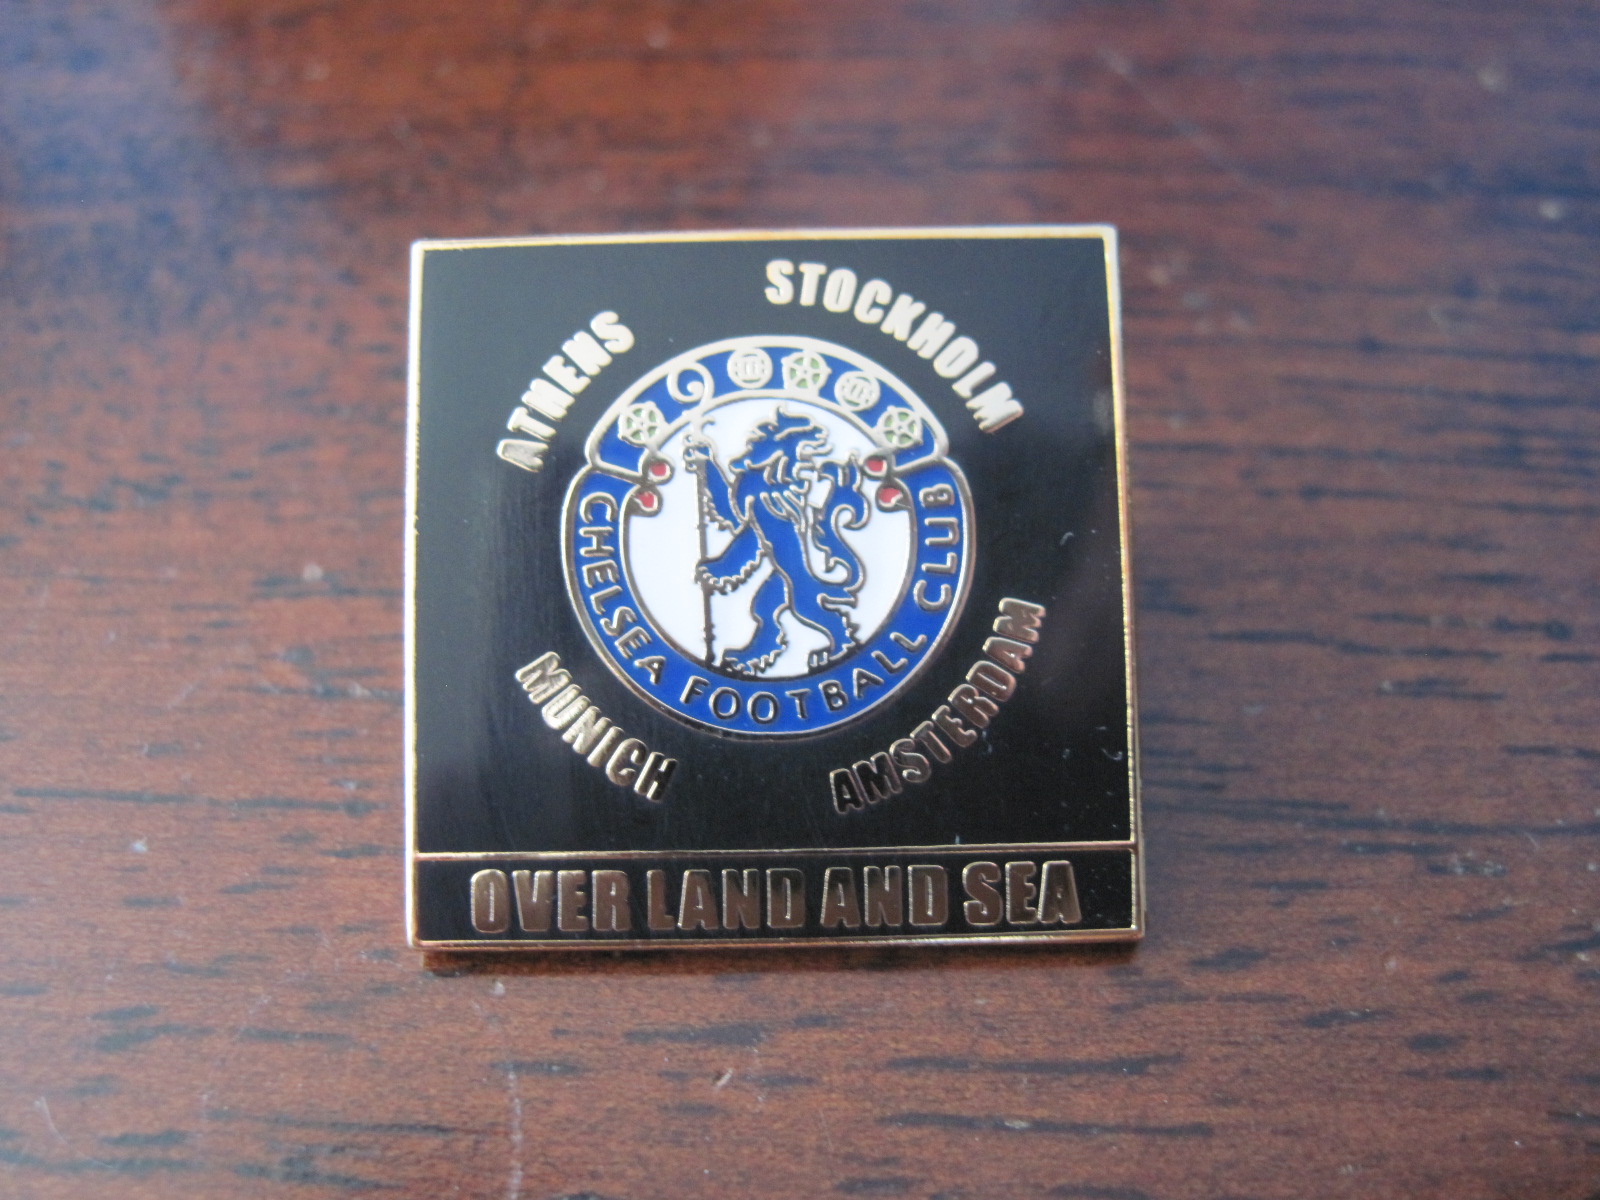 ATHENS
STOCKHOLM
CHELSEA FOOTBALL CLUB
MUNICH
AMSTERDAM
OVER LAND AND SEA